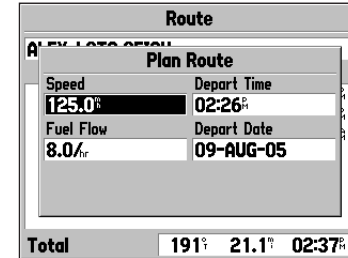 Route
Plan Route
Speed
Depart Time
125.0
02:26 PM
Fuel Flow
Depart Date
8.0/hr
09-AUG-05
Total 191° 21.1 02:37